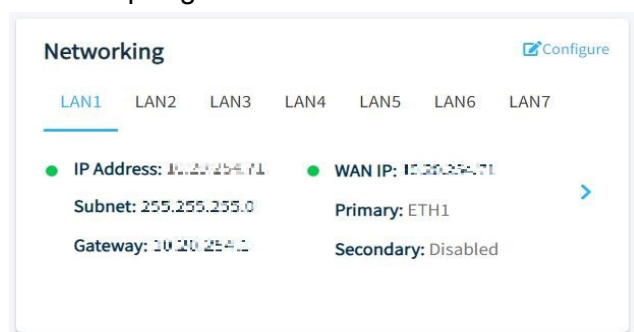 Networking
Configure
LAN1 LAN2 LAN3 LAN4 LAN5 LAN6 LAN7
IP Address:
WAN IP:
Subnet: 255.255.255.0
Primary: ETH1
Gateway:
Secondary: Disabled